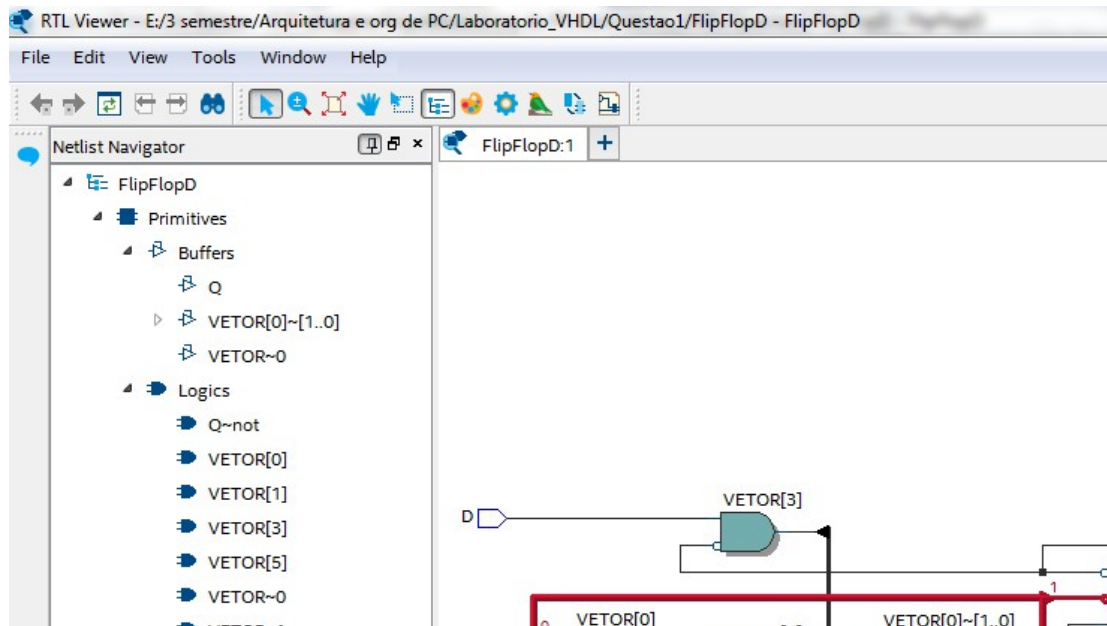 RTL Viewer - E:/3 semestre/Arquitetura e org de PC/Laboratorio_VHDL/Questao1/FlipFlopD - FlipFlopD
File Edit View Tools Window Help
Netlist Navigator
FlipFlopD:1
FlipFlopD
Primitives
Buffers
Q
VETOR[0]~[1..0]
VETOR~0
Logics
Q~not
VETOR[0]
VETOR[1]
VETOR[3]
VETOR[5]
VETOR~0
VETOR[3]
D
1
0
VETOR[0]
VETOR[0]~[1..0]